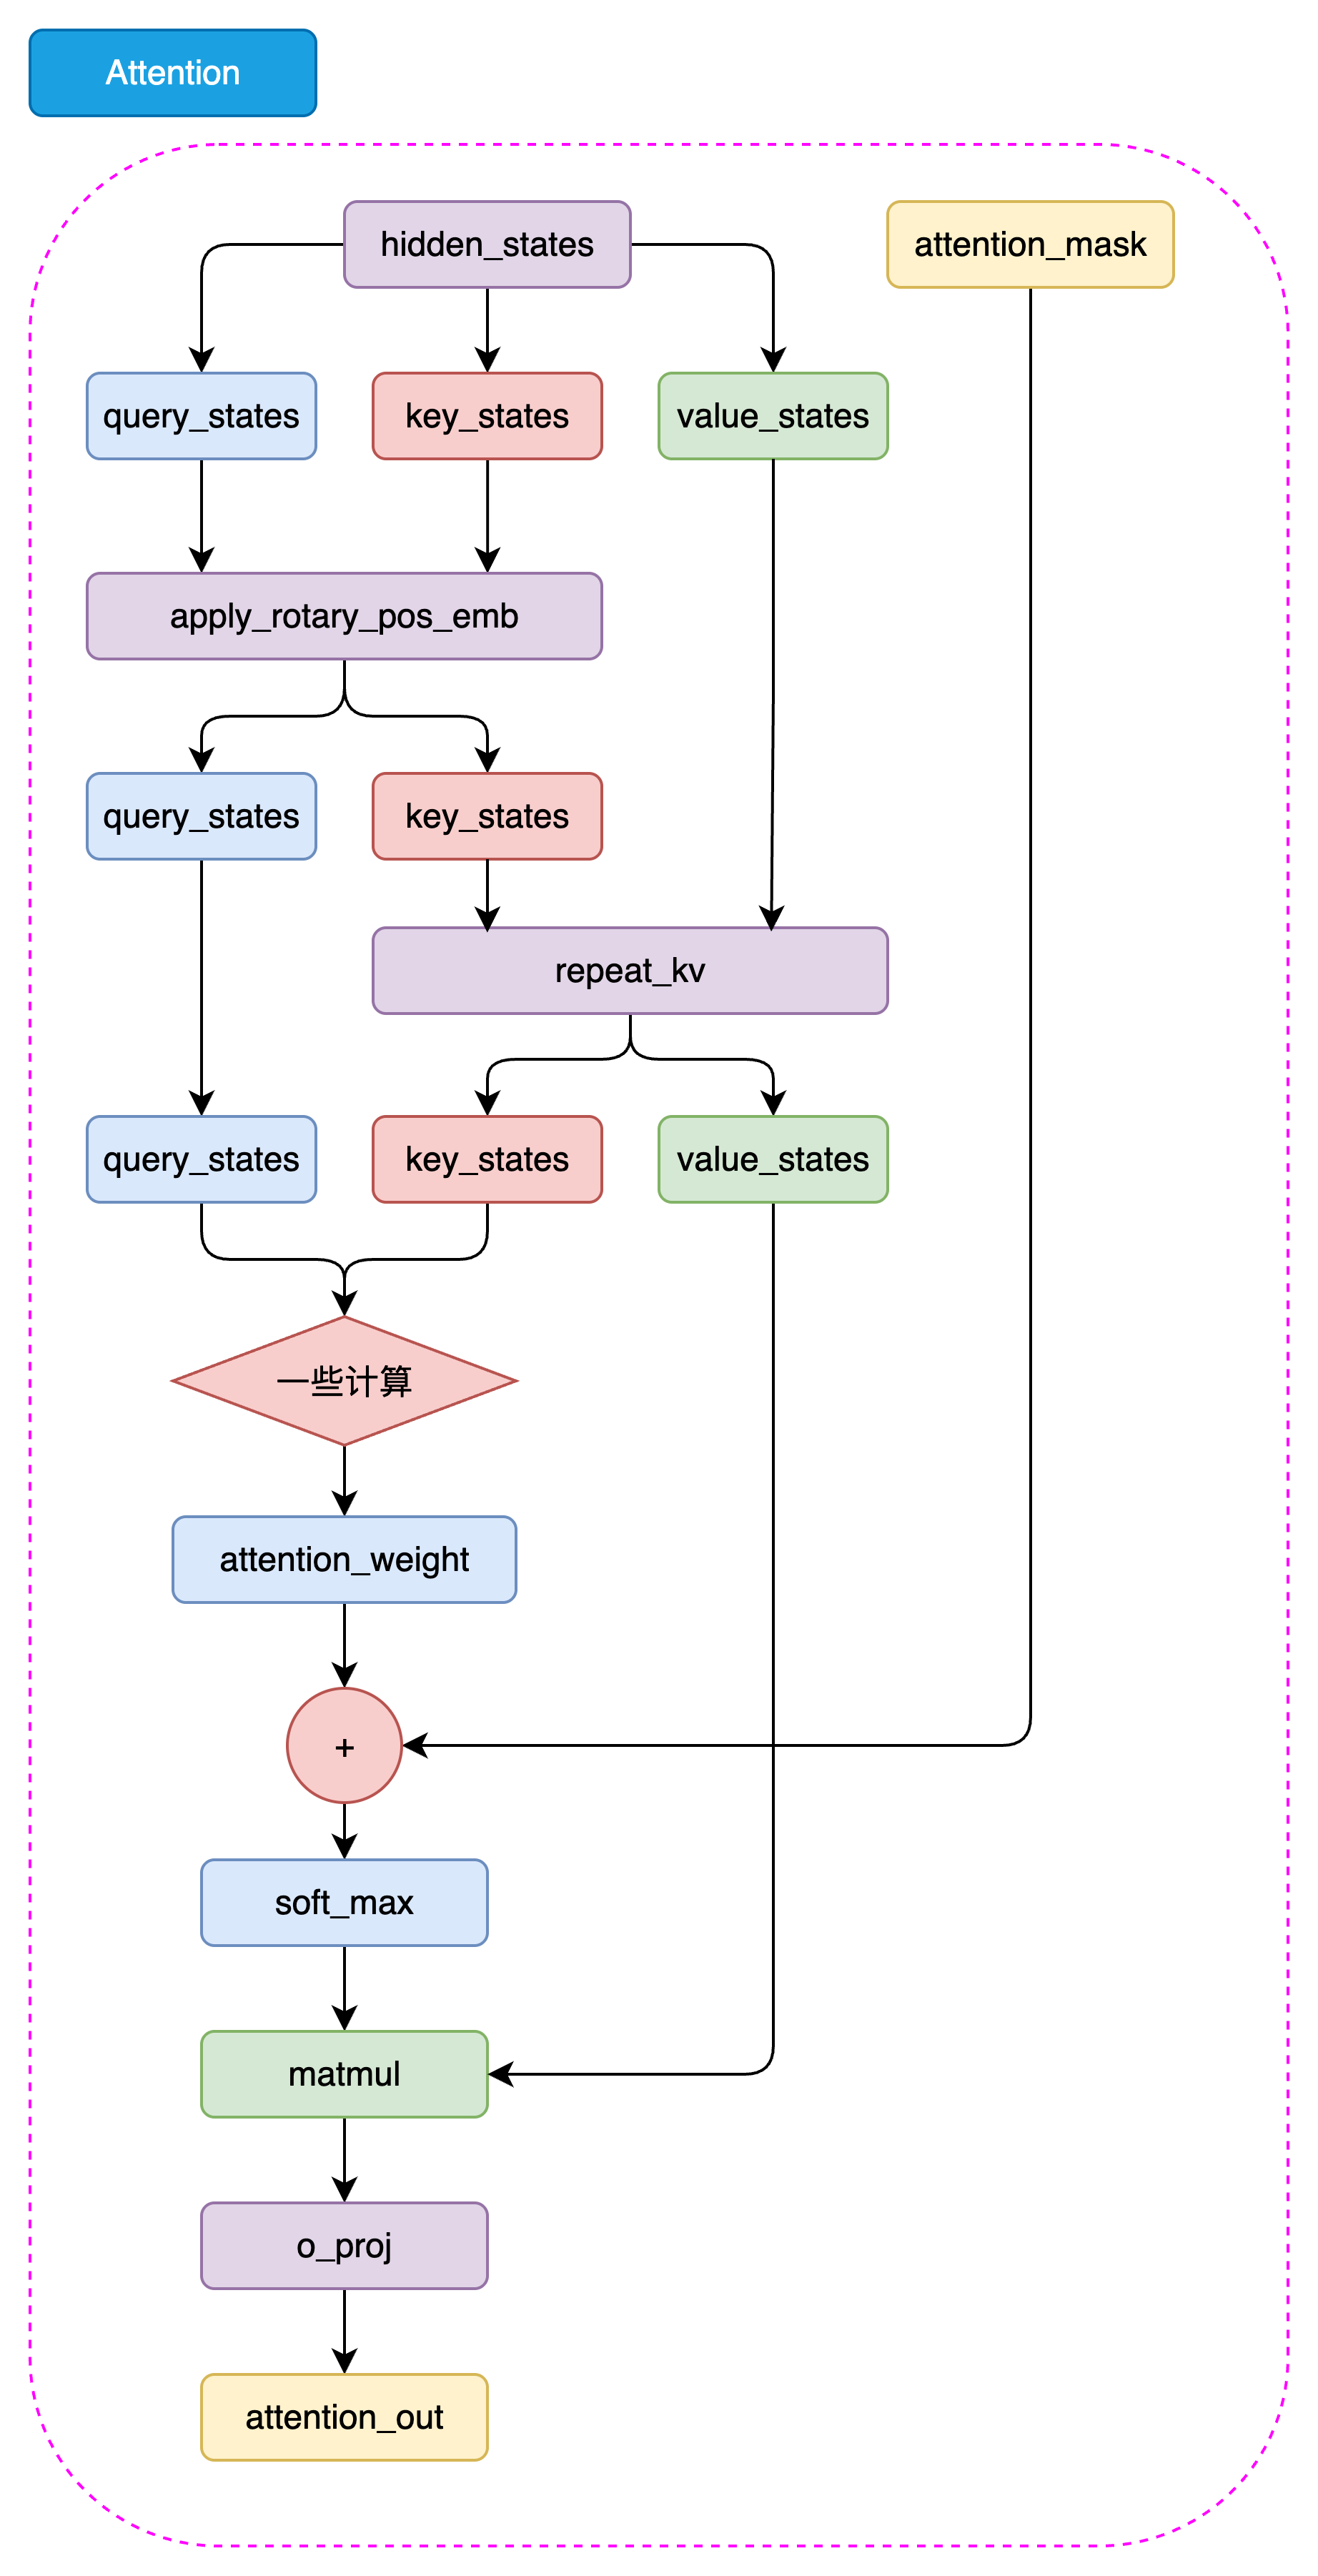 Attention
hidden_states
attention_mask
query_states
key_states
value_states
apply_rotary_pos_emb
query_states
key_states
repeat_kv
query_states
key_states
value_states
一些计算
attention_weight
+
soft_max
matmul
o_proj
attention_out